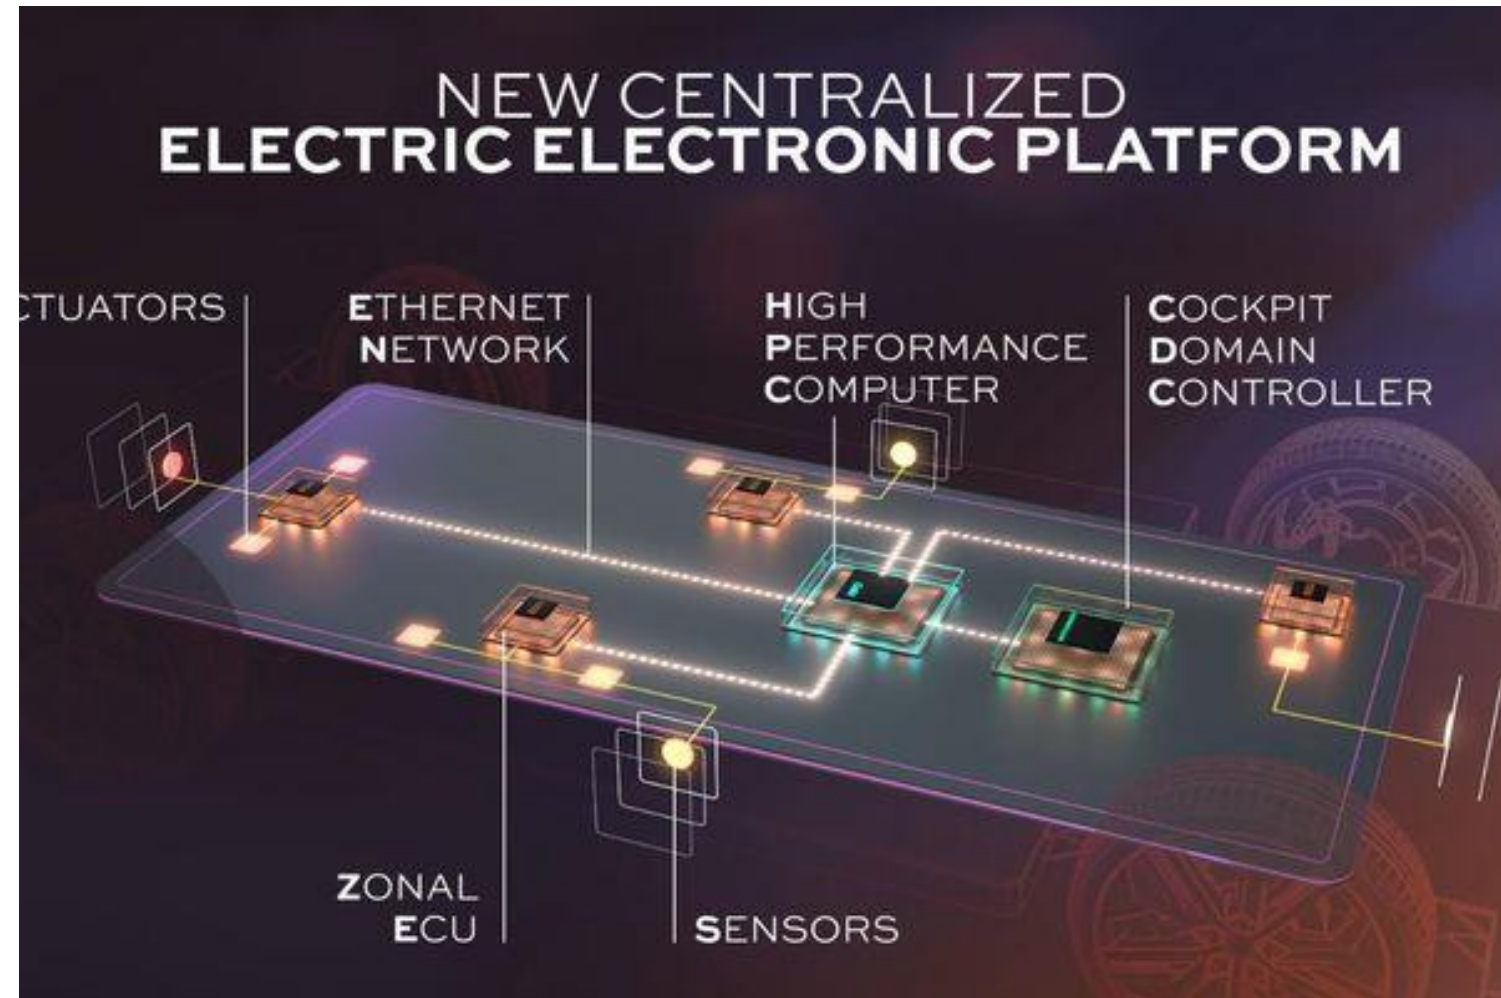 NEW CENTRALIZED
ELECTRIC ELECTRONIC PLATFORM
CTUATORS
ETHERNET
NETWORK
HIGH
PERFORMANCE
COMPUTER
COCKPIT
DOMAIN
CONTROLLER
ZONAL
ECU
SENSORS